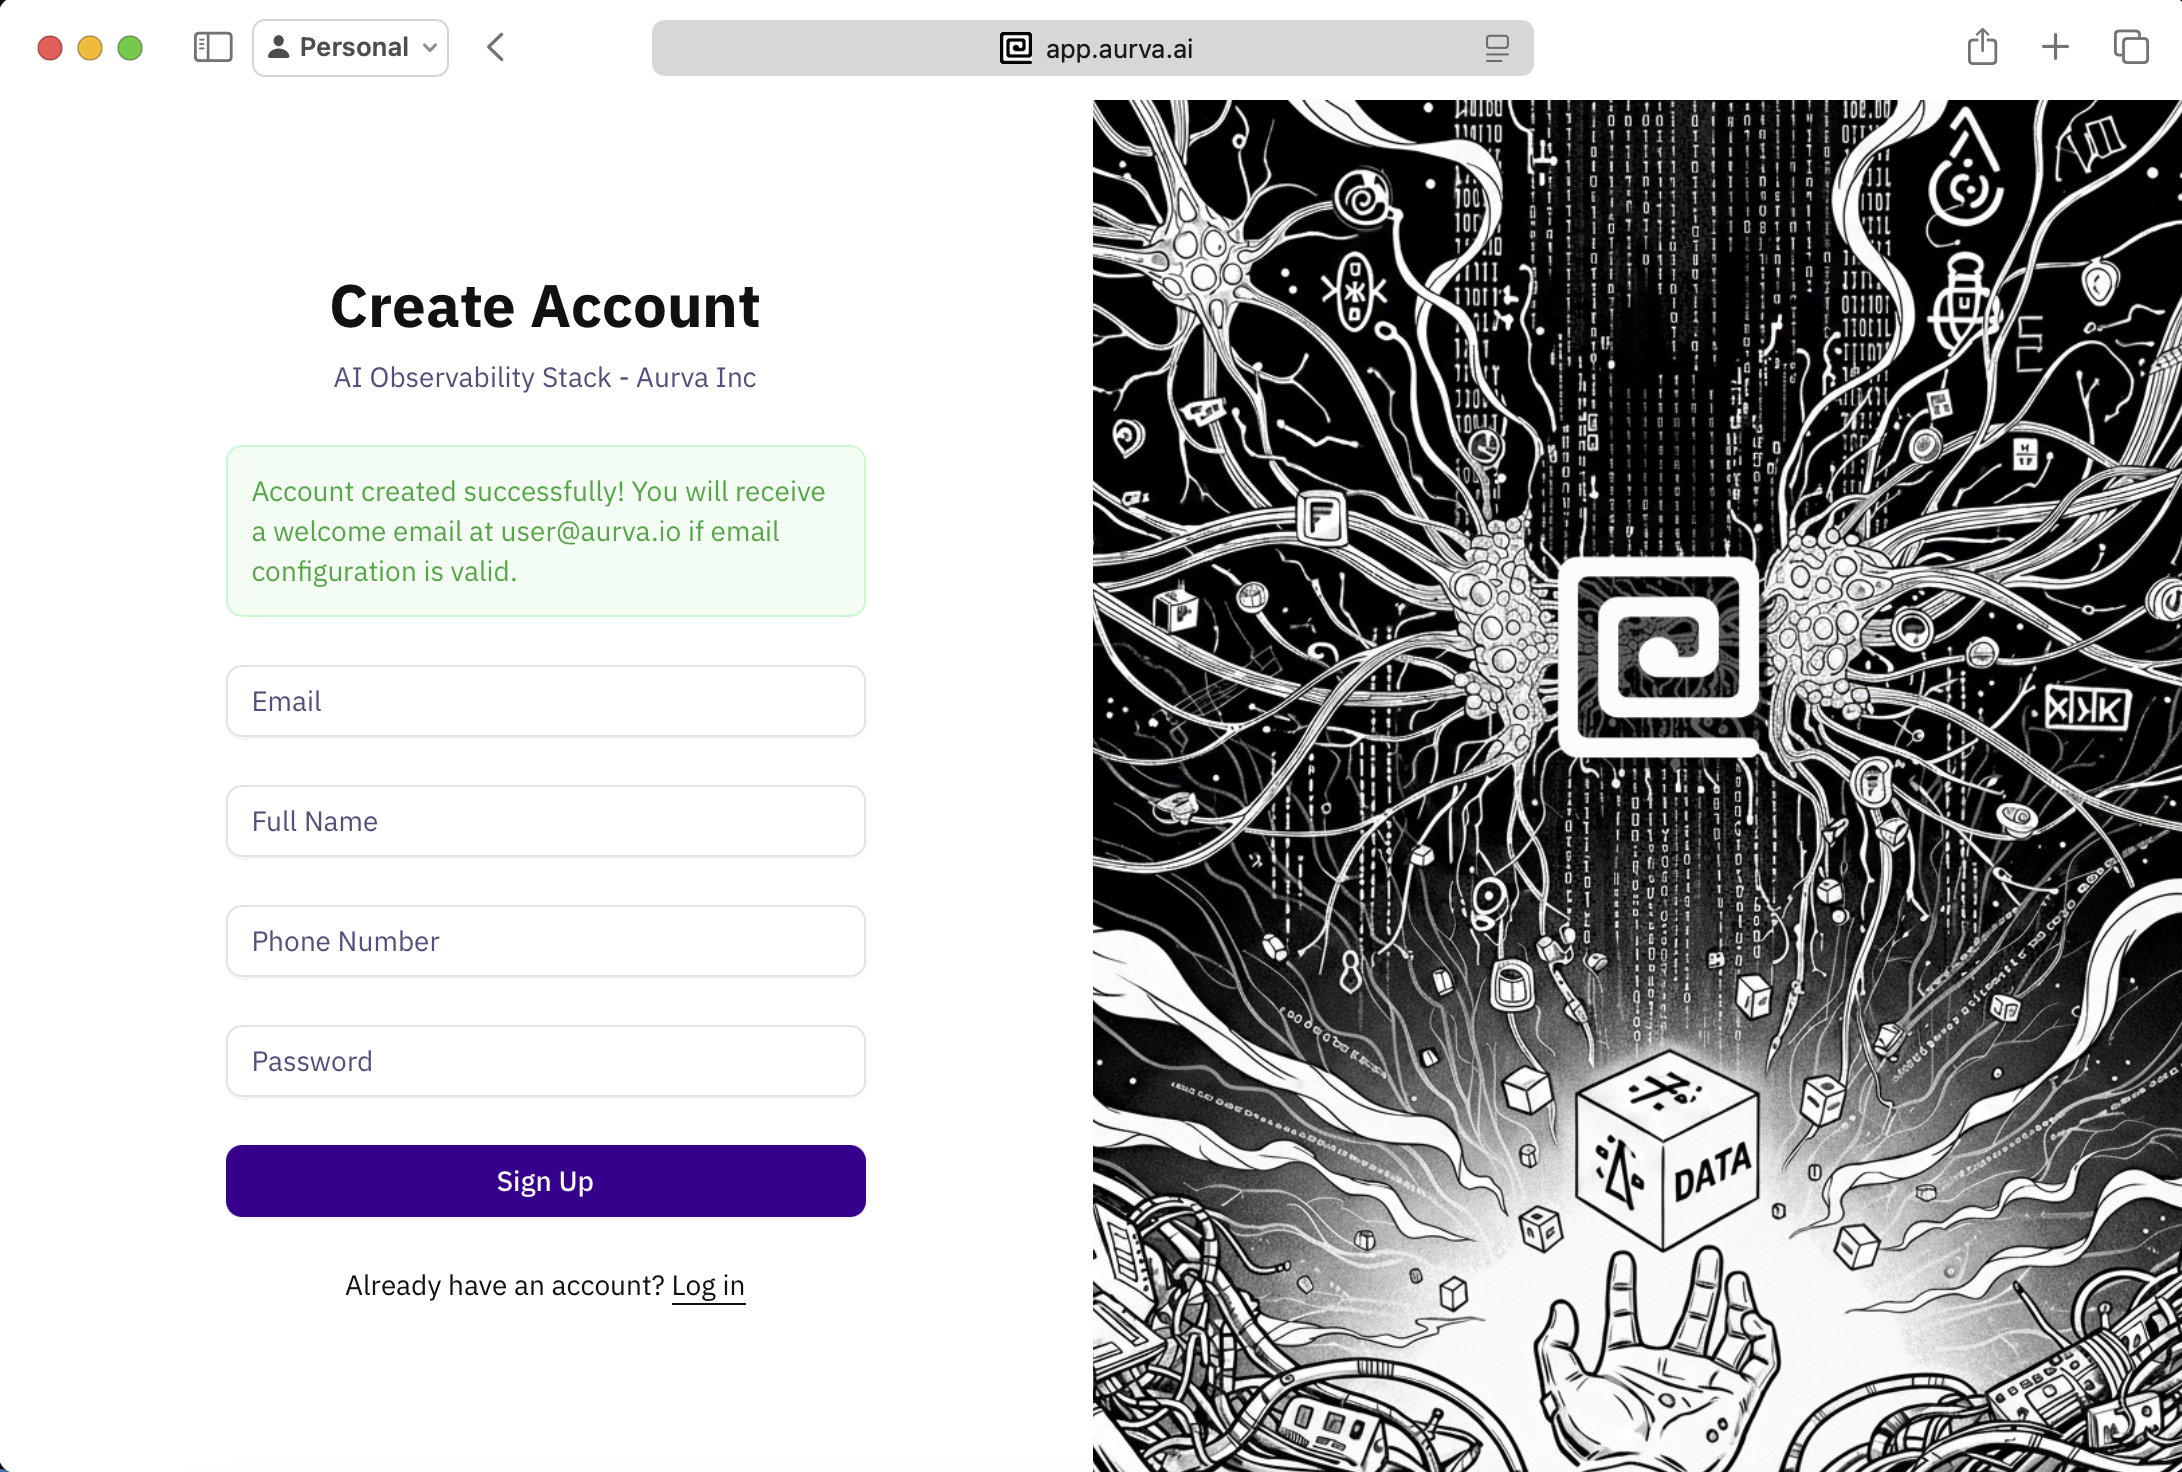 Personal
app.aurva.ai
Create Account
AI Observability Stack - Aurva Inc
Account created successfully! You will receive
a welcome email at user@aurva.io if email
configuration is valid.
Email
Full Name
Phone Number
Password
Sign Up
Already have an account? Log in
DATA